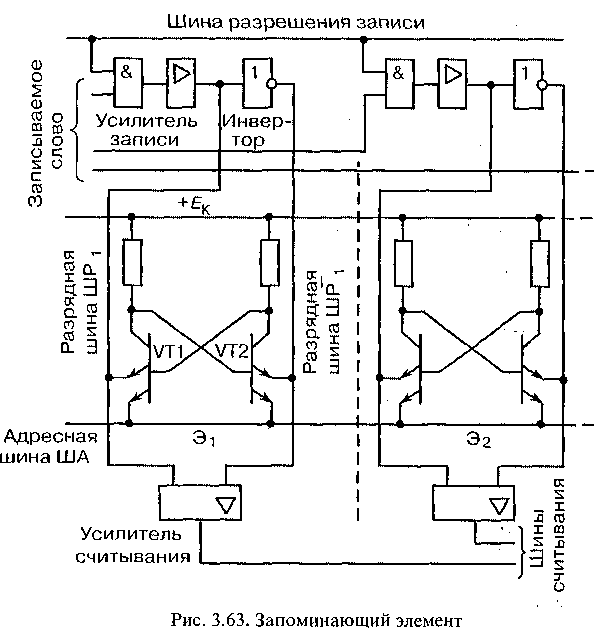 Шина разрешения записи
&
▷
1
&
▷
1
Записываемое
слово
Усилитель
записи
Инвер-
тор
+Eк
Разрядная
шина ШР1
Разрядная
шина ШР1
VT1
VT2
Адресная
шина ША
Э1
Э2
▽
▽
Усилитель
считывания
Шины
считывания
Рис. 3.63. Запоминающий элемент